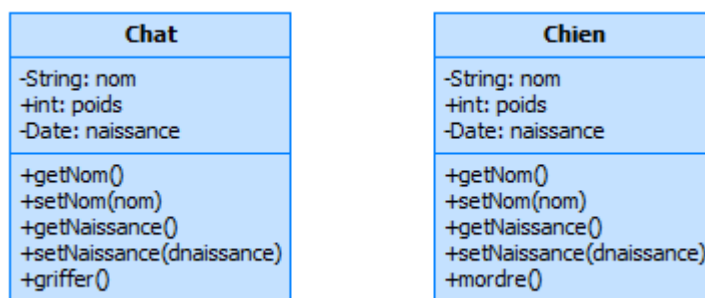 Chat
-String: nom
+int: poids
-Date: naissance
+getNom()
+setNom(nom)
+getNaissance()
+setNaissance(dnaissance)
+griffer()
Chien
-String: nom
+int: poids
-Date: naissance
+getNom()
+setNom(nom)
+getNaissance()
+setNaissance(dnaissance)
+mordre()